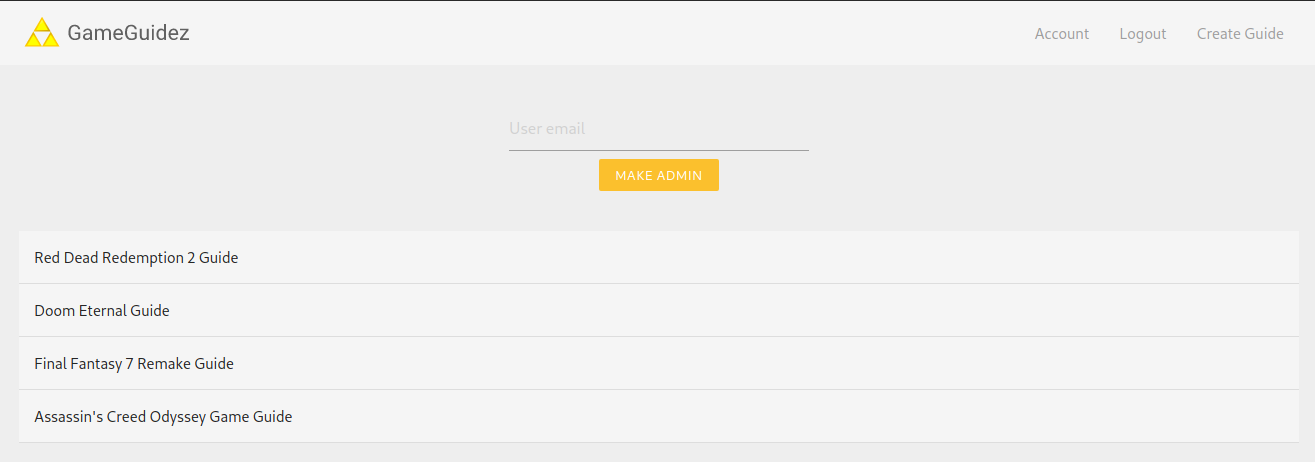 GameGuidez
Account Logout Create Guide
User email
MAKE ADMIN
Red Dead Redemption 2 Guide
Doom Eternal Guide
Final Fantasy 7 Remake Guide
Assassin's Creed Odyssey Game Guide